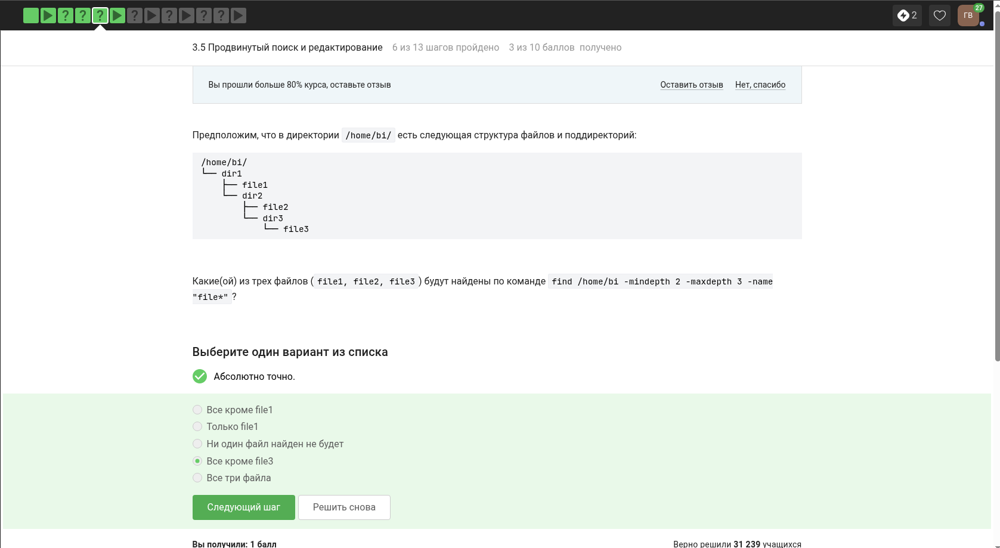 ? ? ? ? ? ? ?
2
ГВ
27
3.5 Продвинутый поиск и редактирование 6 из 13 шагов пройдено 3 из 10 баллов получено
Вы прошли больше 80% курса, оставьте отзыв Оставить отзыв Нет, спасибо
Предположим, что в директории /home/bi/ есть следующая структура файлов и поддиректорий:
/home/bi/
└── dir1
    ├── file1
    └── dir2
        ├── file2
        └── dir3
            └── file3
Какие(ой) из трех файлов ( file1, file2, file3 ) будут найдены по команде find /home/bi -mindepth 2 -maxdepth 3 -name
"file*" ?
Выберите один вариант из списка
Абсолютно точно.
Все кроме file1
Только file1
Ни один файл найден не будет
Все кроме file3
Все три файла
Следующий шаг Решить снова
Вы получили: 1 балл Верно решили 31 239 учащихся